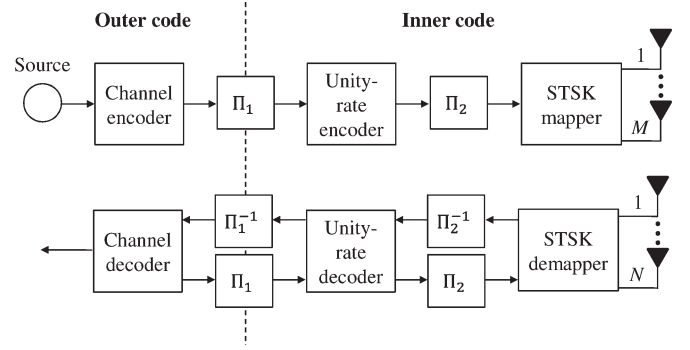 Outer code
Inner code
Source
Channel
encoder
Π₁
Unity-
rate
encoder
Π₂
STSK
mapper
1
M
Channel
decoder
Π₁⁻¹
Π₁
Unity-
rate
decoder
Π₂⁻¹
Π₂
STSK
demapper
1
N